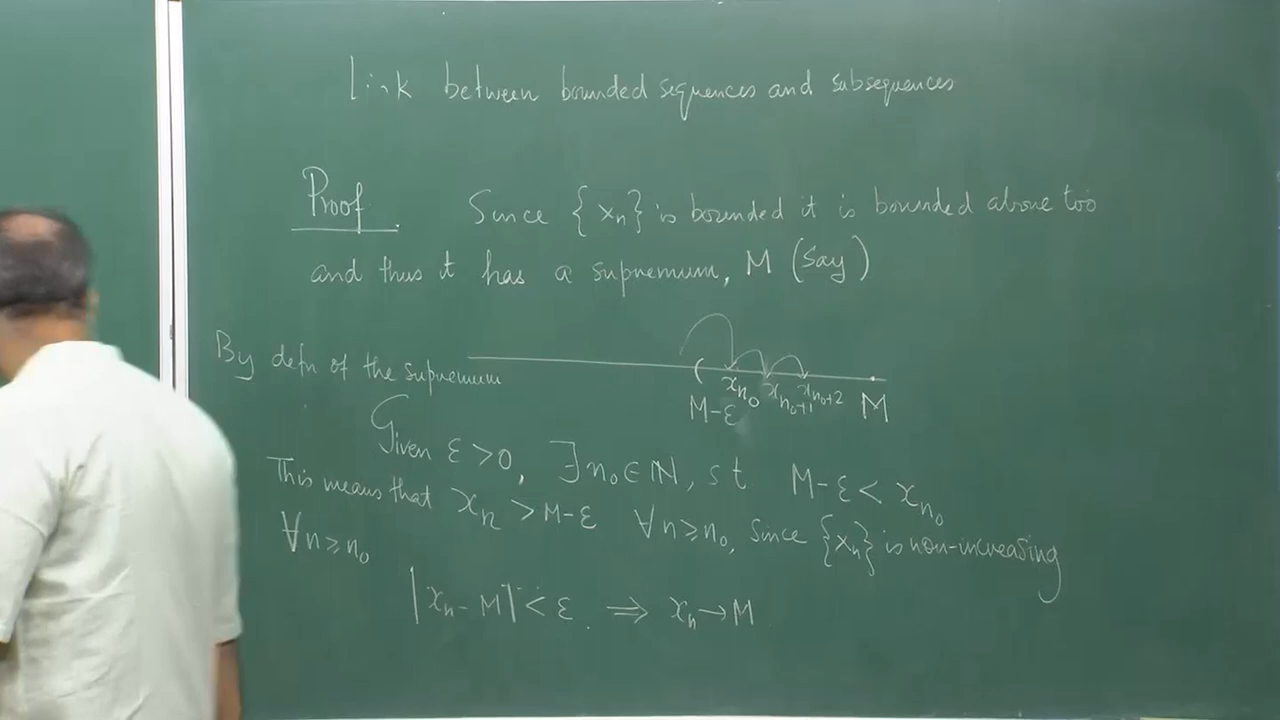 Link between bounded sequences and subsequences
Proof Since {xₙ} is bounded it is bounded above too
and thus it has a supremum, M (say)
By defn of the supremum
( xₙ₀ xₙ₀₊₁ xₙ₀₊₂
M-ε M
Given ε>0, ∃n₀∈ℕ, st. M-ε< xₙ₀
This means that xₙ >M-ε ∀n≥n₀, since {xₙ} is non-increasing
∀n≥n₀
|xₙ-M|<ε. ⇒ xₙ→M